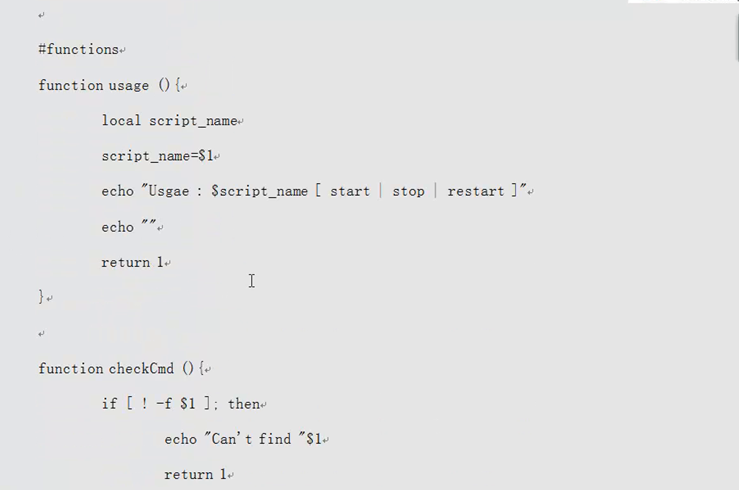 #functions
function usage () {
local script_name
script_name=$1
echo "Usgae : $script_name [ start | stop | restart ]"
echo ""
return 1
}
function checkCmd () {
if [ ! -f $1 ]; then
echo "Can't find "$1
return 1